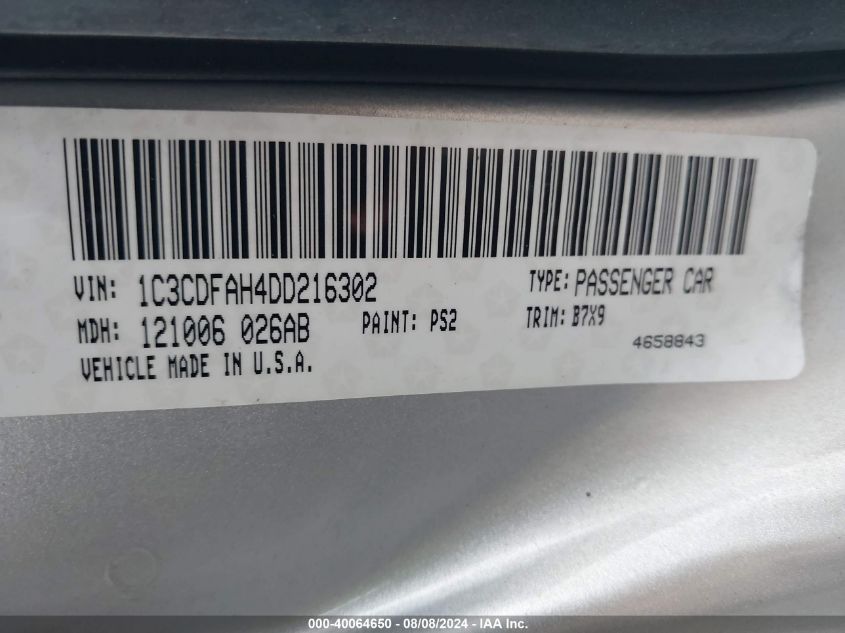 VIN: 1C3CDFAH4DD216302 TYPE: PASSENGER CAR
MDH: 121006 026AB PAINT: PS2 TRIM: B7X9
VEHICLE MADE IN U.S.A. 4658843
000-40064650 - 08/08/2024 - IAA Inc.